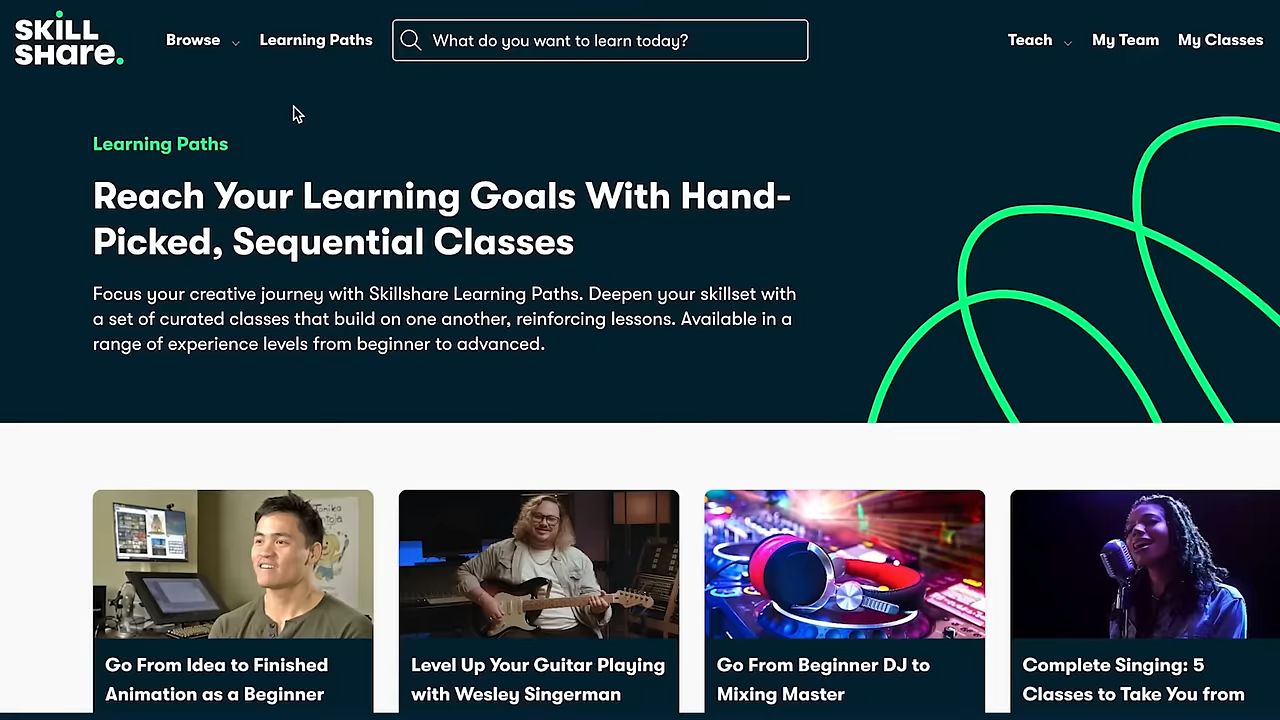 SKILL
SHARE.
Browse
Learning Paths
What do you want to learn today?
Teach
My Team
My Classes
Learning Paths
Reach Your Learning Goals With Hand-
Picked, Sequential Classes
Focus your creative journey with Skillshare Learning Paths. Deepen your skillset with
a set of curated classes that build on one another, reinforcing lessons. Available in a
range of experience levels from beginner to advanced.
Go From Idea to Finished
Animation as a Beginner
Level Up Your Guitar Playing
with Wesley Singerman
Go From Beginner DJ to
Mixing Master
Complete Singing: 5
Classes to Take You from